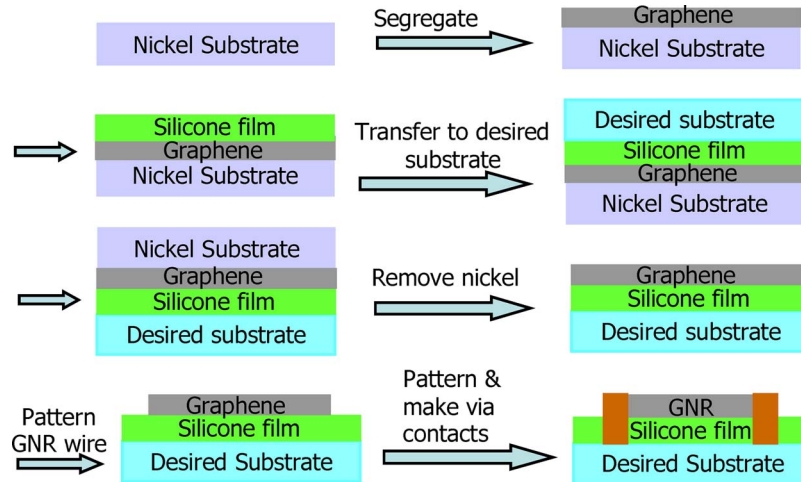 Nickel Substrate
Segregate
Graphene
Nickel Substrate
Silicone film
Graphene
Nickel Substrate
Transfer to desired
substrate
Desired substrate
Silicone film
Graphene
Nickel Substrate
Nickel Substrate
Graphene
Silicone film
Desired substrate
Remove nickel
Graphene
Silicone film
Desired substrate
Pattern
GNR wire
Graphene
Silicone film
Desired Substrate
Pattern &
make via
contacts
GNR
Silicone film
Desired Substrate